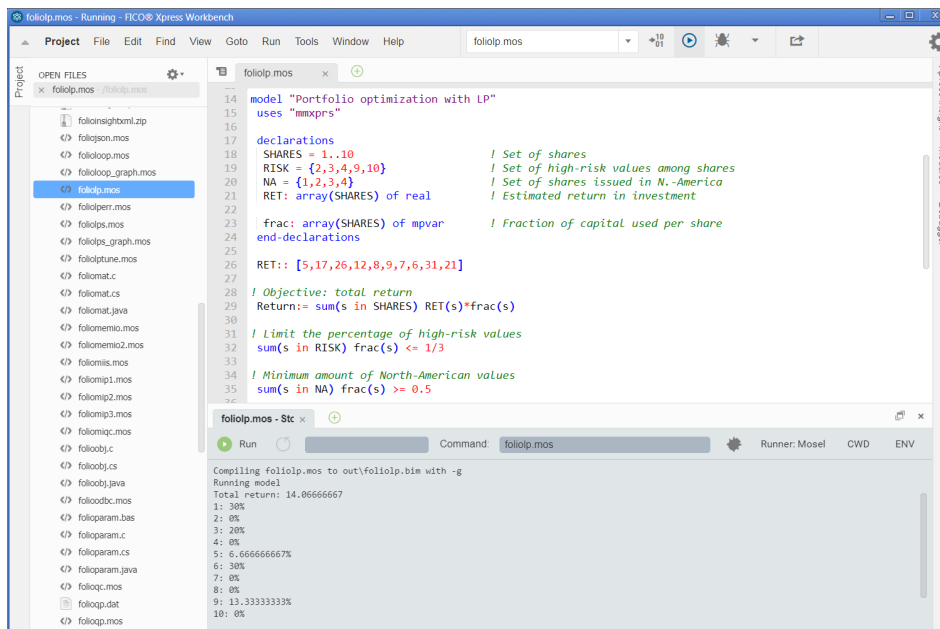 foliolp.mos - Running - FICO® Xpress Workbench
Project File Edit Find View Goto Run Tools Window Help foliolp.mos
Project
OPEN FILES
foliolp.mos - /foliolp.mos
folioinsightxml.zip
foliojson.mos
folioloop.mos
folioloop_graph.mos
foliolp.mos
foliolperr.mos
foliolps.mos
foliolps_graph.mos
foliolptune.mos
foliomat.c
foliomat.cs
foliomat.java
foliomemio.mos
foliomemio2.mos
foliomiis.mos
foliomip1.mos
foliomip2.mos
foliomip3.mos
foliomiqc.mos
folioobj.c
folioobj.cs
folioobj.java
folioodbc.mos
folioparam.bas
folioparam.c
folioparam.cs
folioparam.java
folioqc.mos
folioqp.dat
folioqp.mos
foliolp.mos
14 model "Portfolio optimization with LP"
15 uses "mmxprs"
16
17 declarations
18 SHARES = 1..10 ! Set of shares
19 RISK = {2,3,4,9,10} ! Set of high-risk values among shares
20 NA = {1,2,3,4} ! Set of shares issued in N.-America
21 RET: array(SHARES) of real ! Estimated return in investment
22
23 frac: array(SHARES) of mpvar ! Fraction of capital used per share
24 end-declarations
25
26 RET:: [5,17,26,12,8,9,7,6,31,21]
27
28 ! Objective: total return
29 Return:= sum(s in SHARES) RET(s)*frac(s)
30
31 ! Limit the percentage of high-risk values
32 sum(s in RISK) frac(s) <= 1/3
33
34 ! Minimum amount of North-American values
35 sum(s in NA) frac(s) >= 0.5
foliolp.mos - Stc
Run Command: foliolp.mos Runner: Mosel CWD ENV
Compiling foliolp.mos to out\foliolp.bim with -g
Running model
Total return: 14.06666667
1: 30%
2: 0%
3: 20%
4: 0%
5: 6.666666667%
6: 30%
7: 0%
8: 0%
9: 13.33333333%
10: 0%